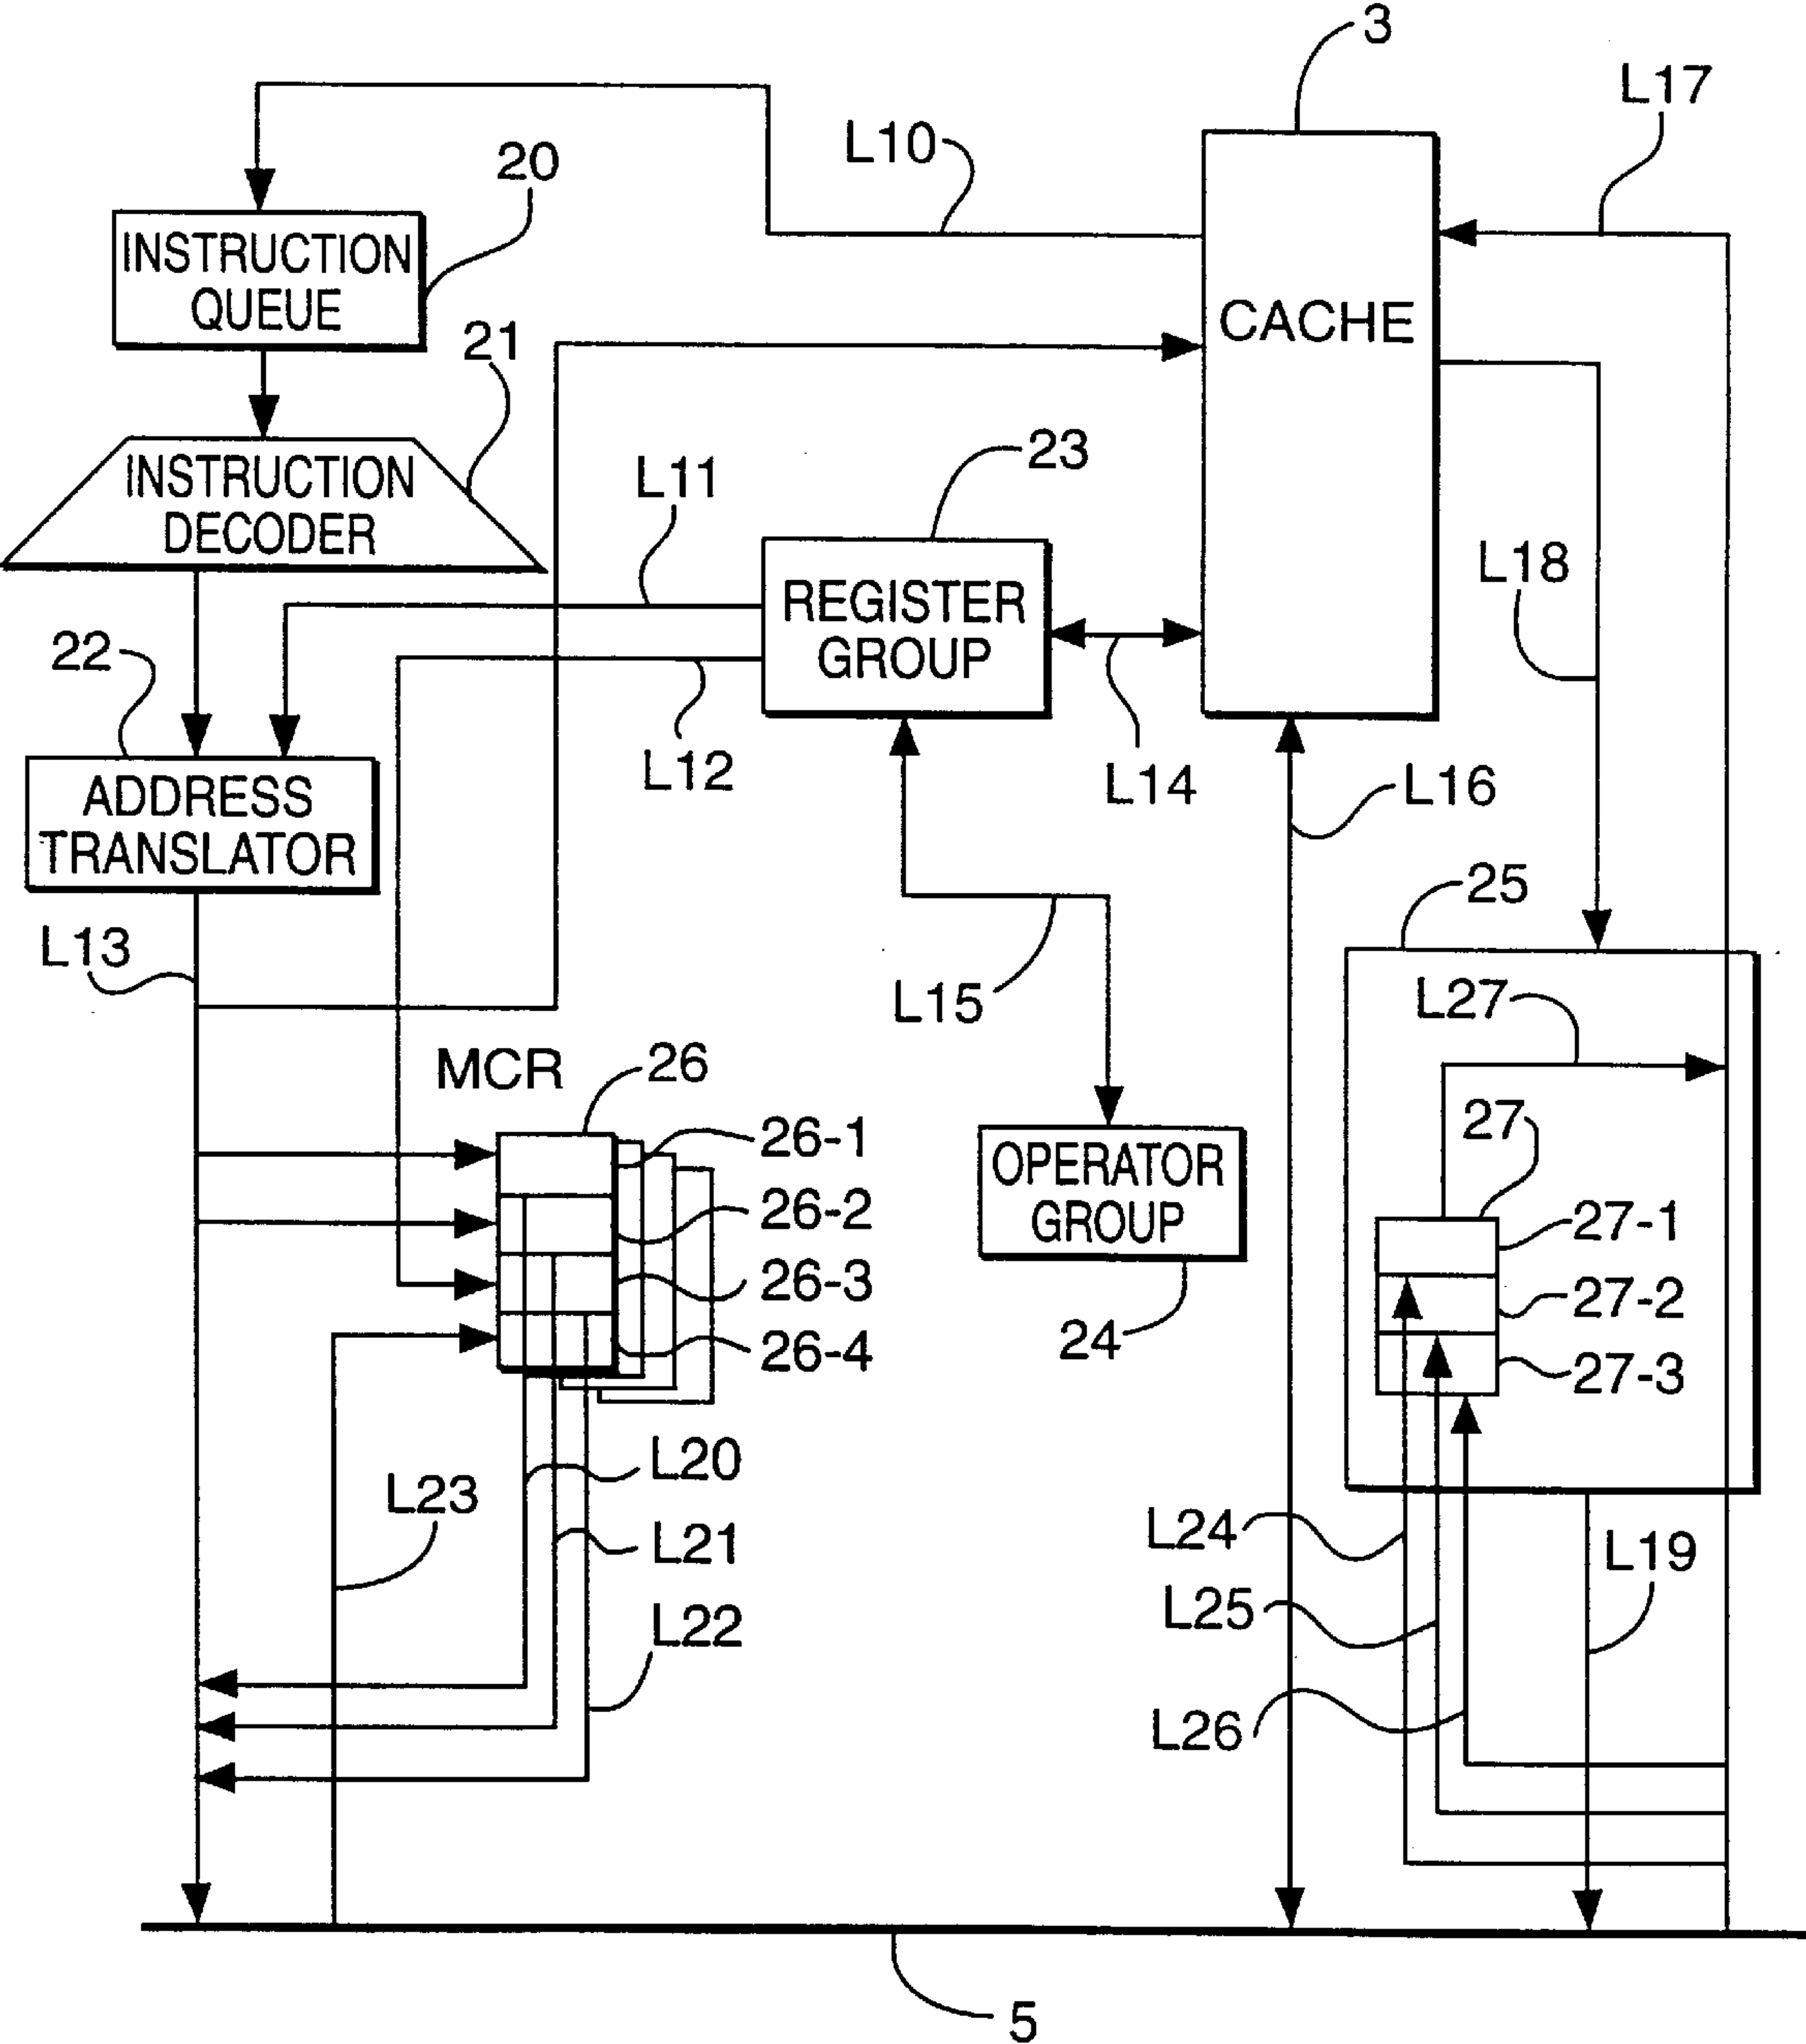 3
L17
L10
20
INSTRUCTION
QUEUE
CACHE
21
23
INSTRUCTION
DECODER
L11
L18
REGISTER
GROUP
22
L12
L14
L16
ADDRESS
TRANSLATOR
25
L13
L15
L27
MCR
26
26-1
27
OPERATOR
GROUP
26-2
27-1
26-3
27-2
24
26-4
27-3
L20
L23
L24
L21
L19
L25
L22
L26
5